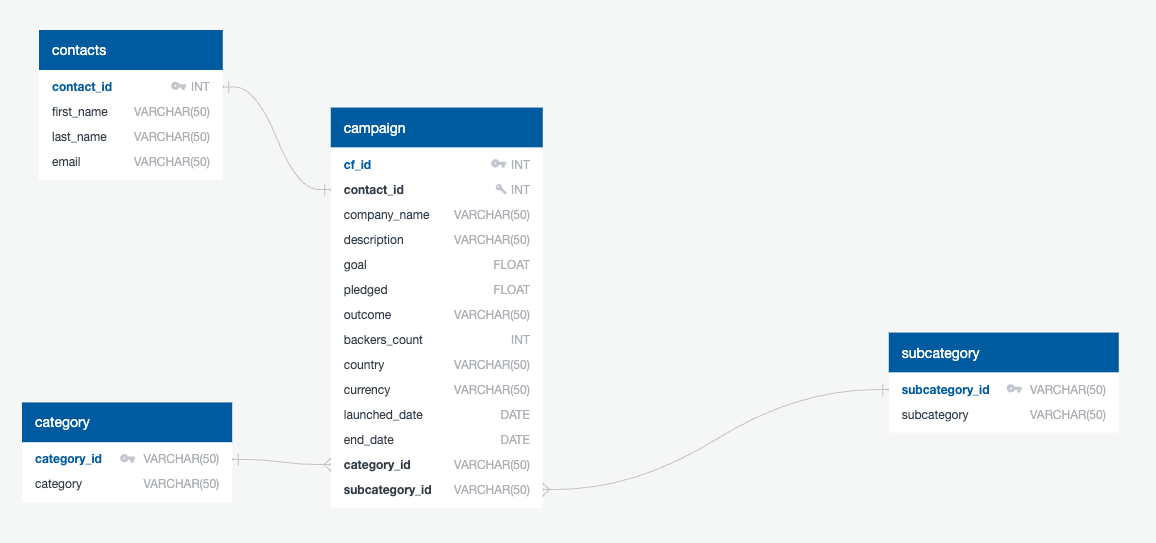 contacts
contact_id INT
first_name VARCHAR(50)
last_name VARCHAR(50)
email VARCHAR(50)
campaign
cf_id INT
contact_id INT
company_name VARCHAR(50)
description VARCHAR(50)
goal FLOAT
pledged FLOAT
outcome VARCHAR(50)
backers_count INT
country VARCHAR(50)
currency VARCHAR(50)
launched_date DATE
end_date DATE
category_id VARCHAR(50)
subcategory_id VARCHAR(50)
category
category_id VARCHAR(50)
category VARCHAR(50)
subcategory
subcategory_id VARCHAR(50)
subcategory VARCHAR(50)